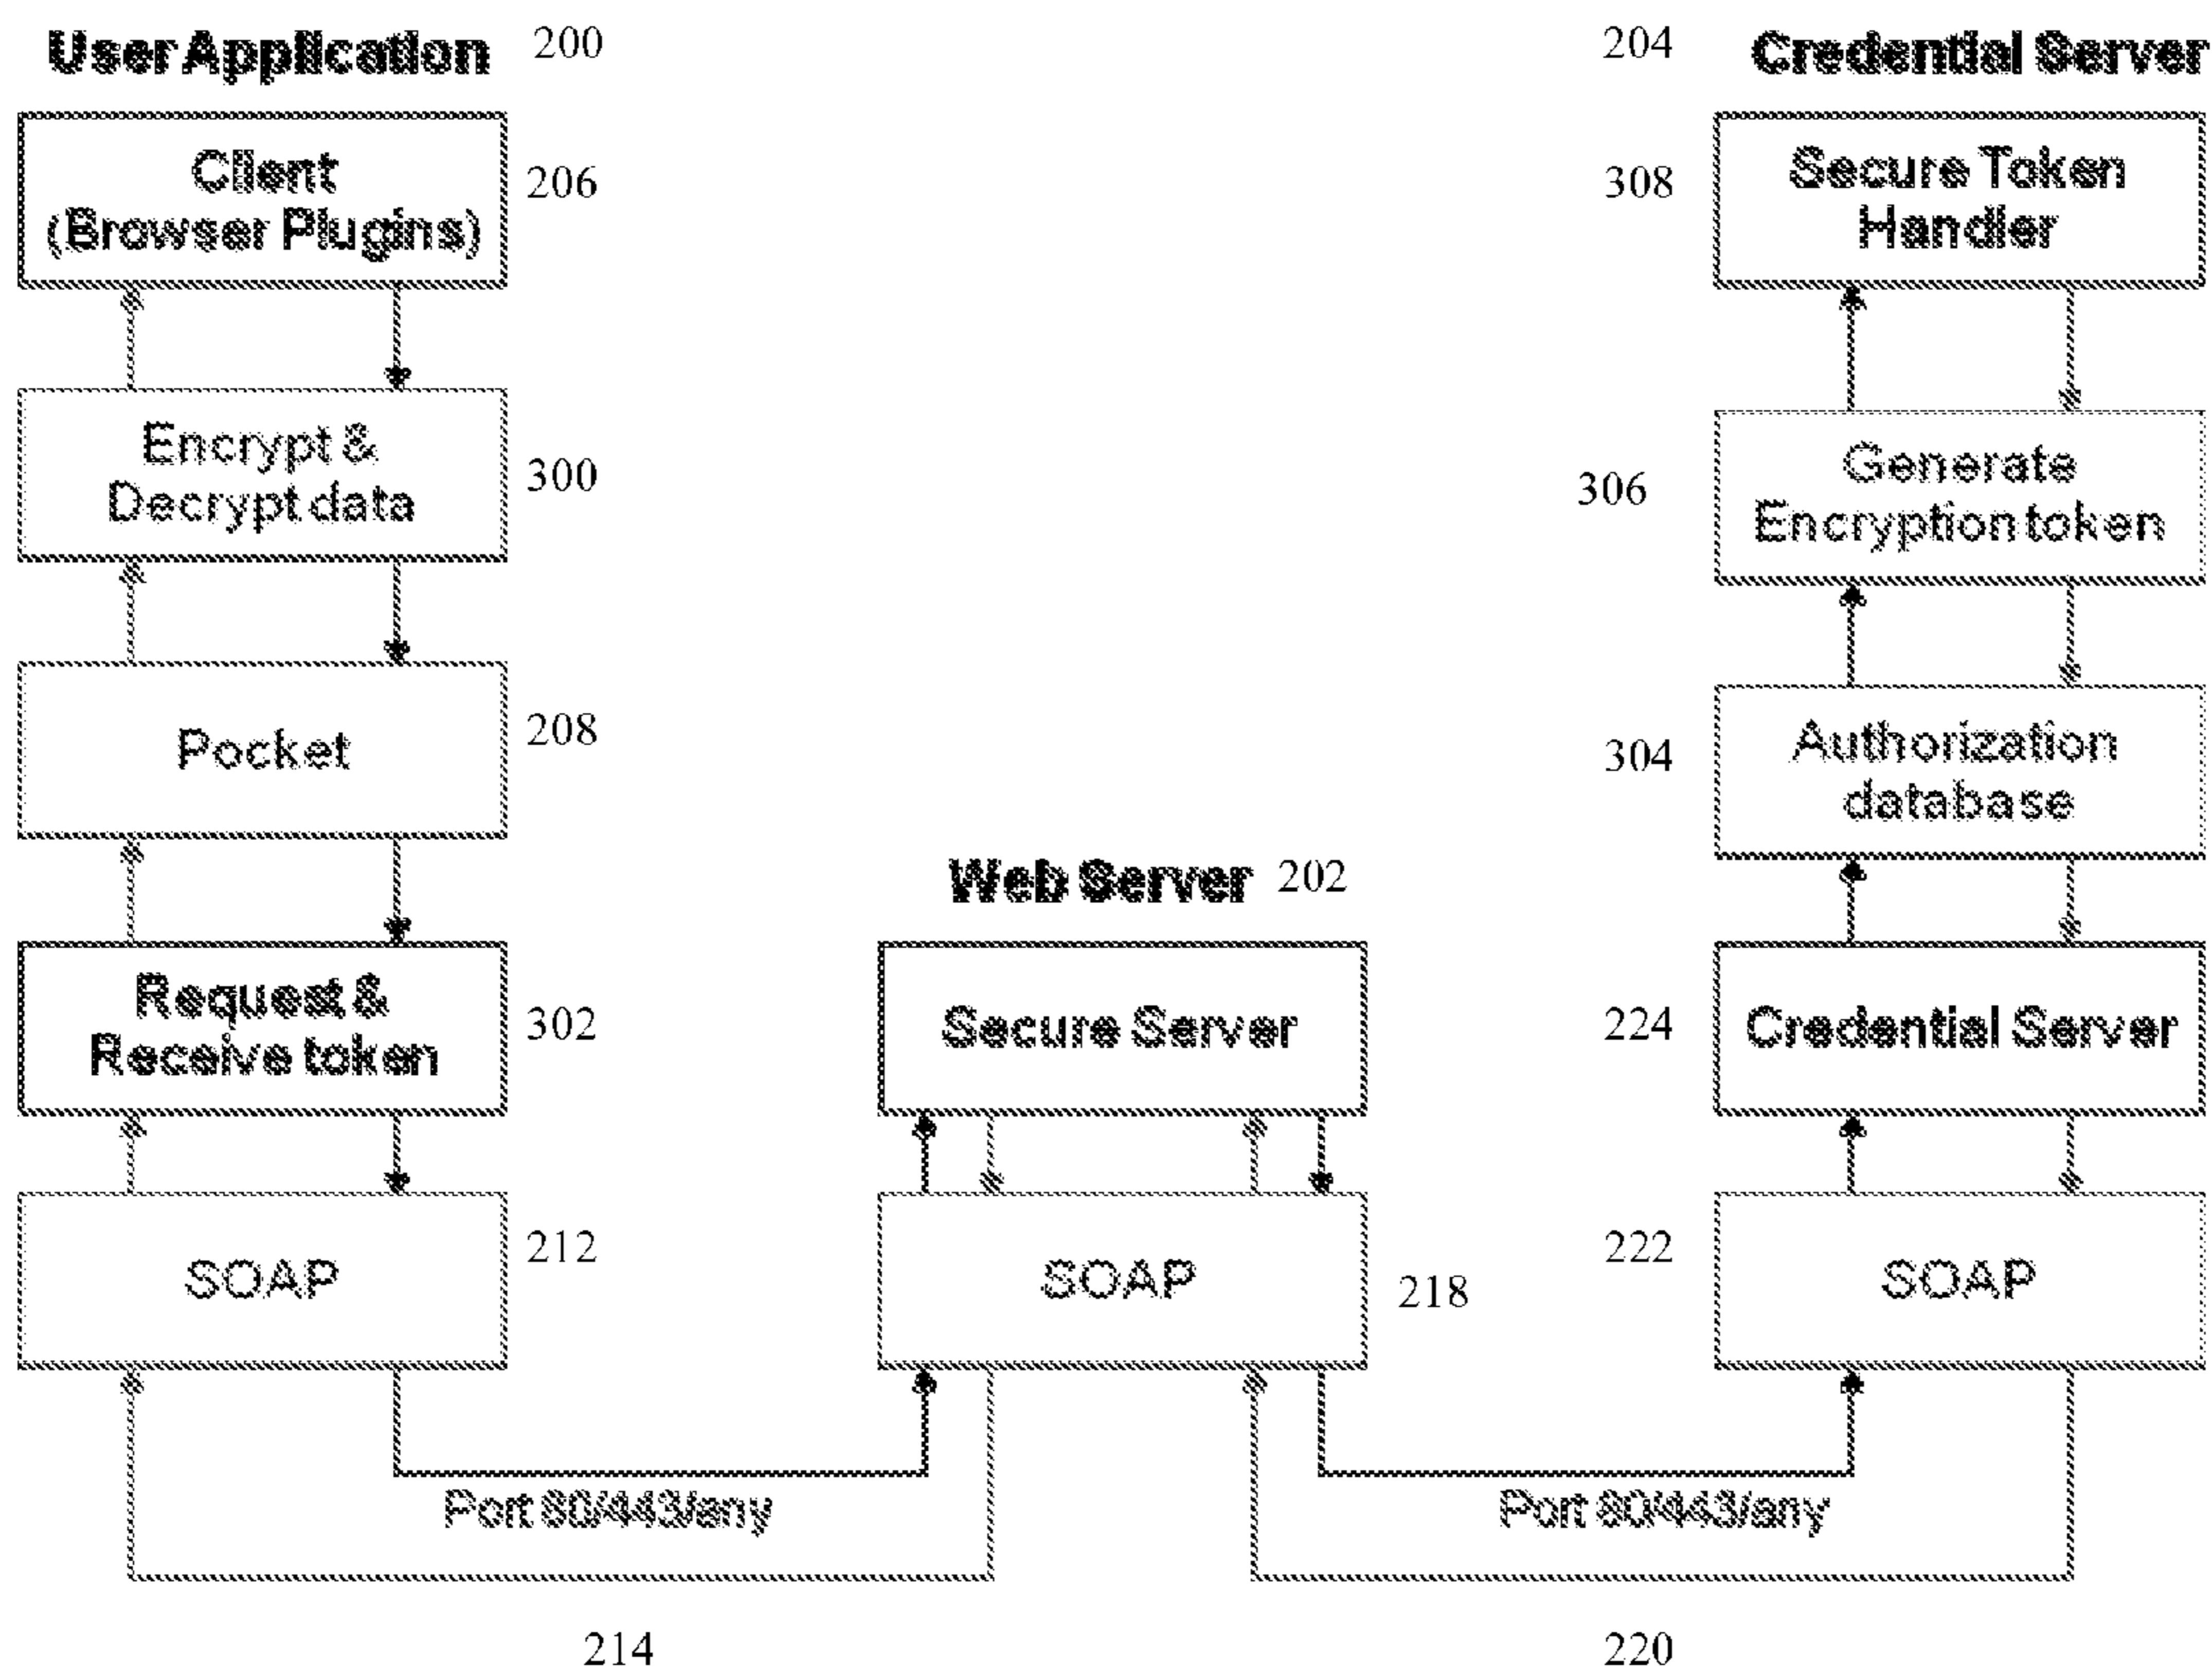 User Application 200
Client
(Browser Plugins)
206
Encrypt &
Decrypt data
300
Pocket
208
Request &
Receive token
302
SOAP
212
Web Server 202
Secure Server
SOAP
218
204 Credential Server
308
Secure Token
Handler
306
Generate
Encryption token
304
Authorization
database
224
Credential Server
222
SOAP
Port 80/443/any
Port 80/443/any
214
220